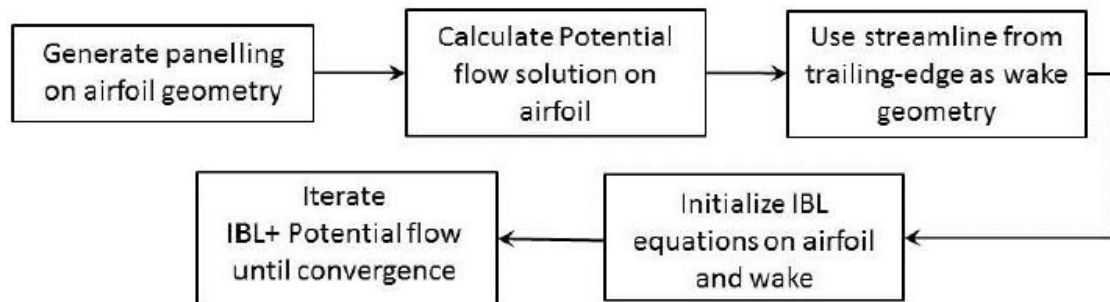 Generate panelling
on airfoil geometry
Calculate Potential
flow solution on
airfoil
Use streamline from
trailing-edge as wake
geometry
Initialize IBL
equations on airfoil
and wake
Iterate
IBL+ Potential flow
until convergence